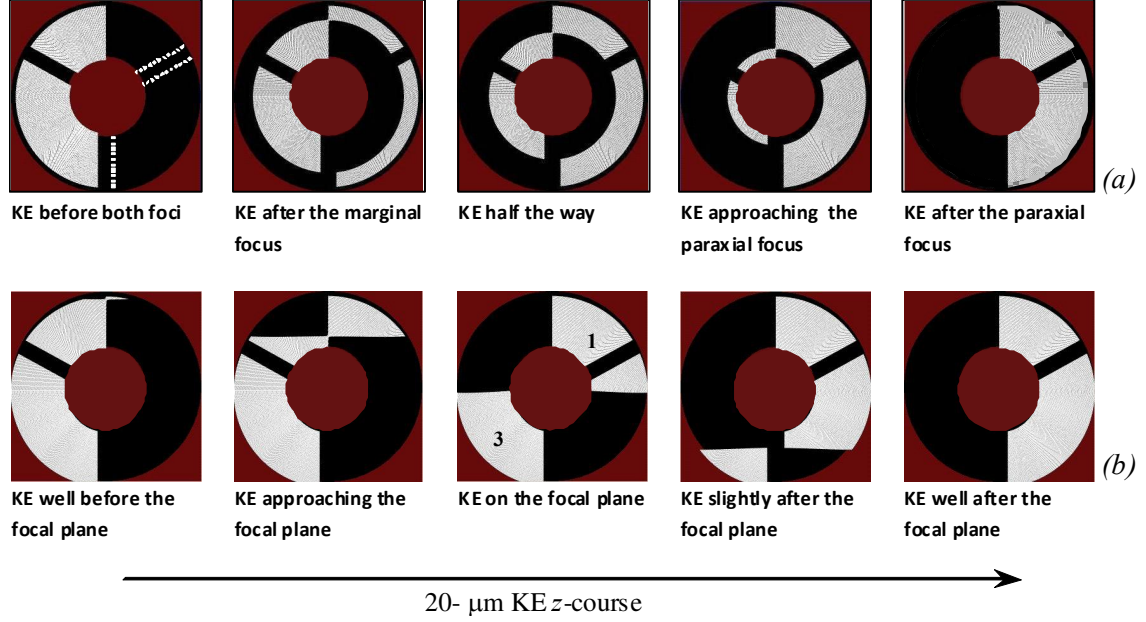 (a)
KE before both foci
KE after the marginal
focus
KE half the way
KE approaching the
paraxial focus
KE after the paraxial
focus
1
3
(b)
KE well before the
focal plane
KE approaching the
focal plane
KE on the focal plane
KE slightly after the
focal plane
KE well after the
focal plane
20- μm KE z-course